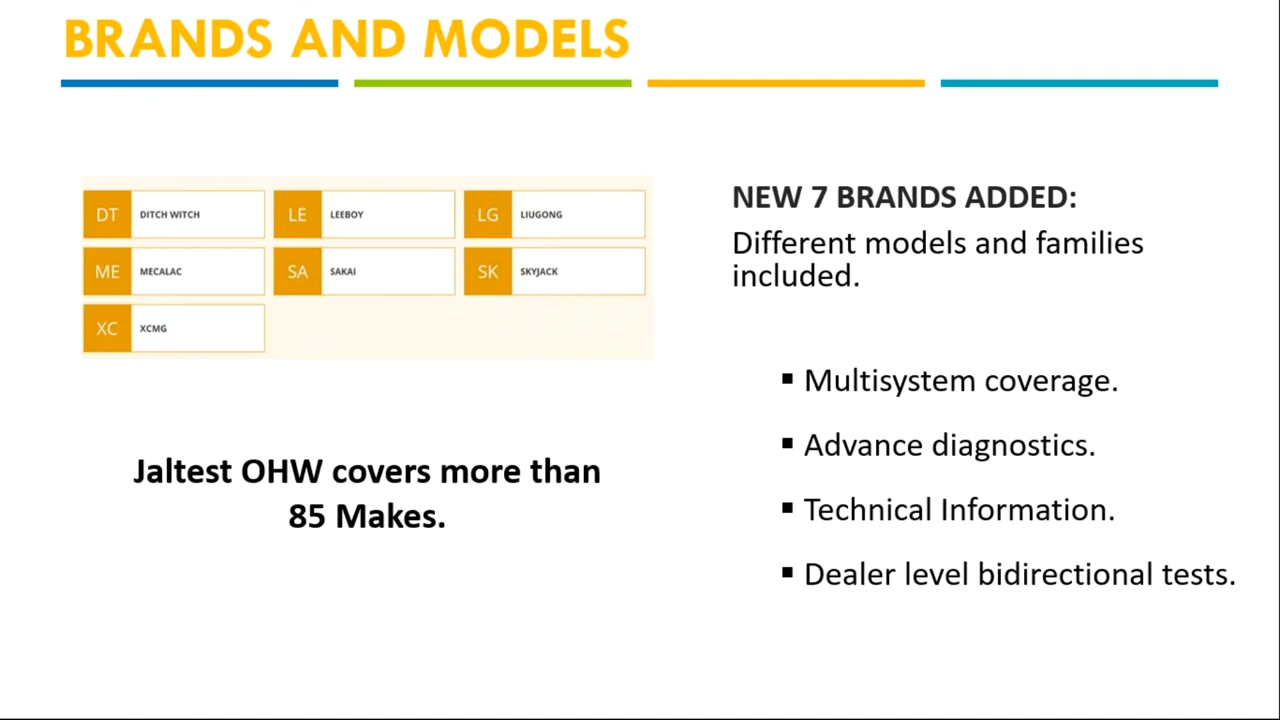 BRANDS AND MODELS
DT DITCH WITCH LE LEEBOY LG LIUGONG
ME MECALAC SA SAKAI SK SKYJACK
XC XCMG
Jaltest OHW covers more than
85 Makes.
NEW 7 BRANDS ADDED:
Different models and families
included.
▪ Multisystem coverage.
▪ Advance diagnostics.
▪ Technical Information.
▪ Dealer level bidirectional tests.